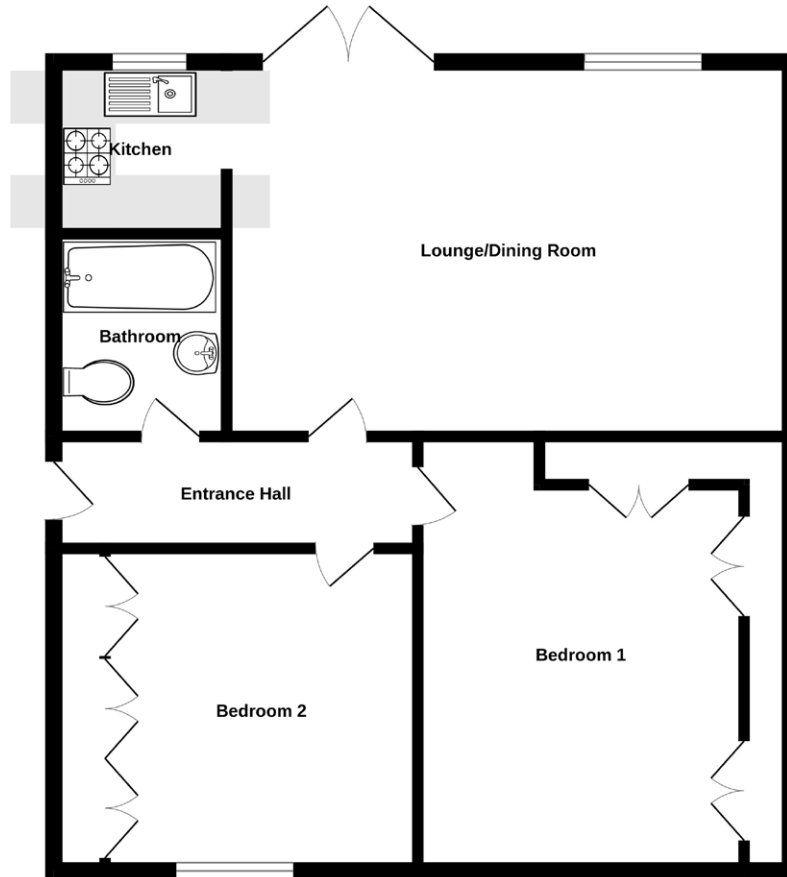 Kitchen
Lounge/Dining Room
Bathroom
Entrance Hall
Bedroom 1
Bedroom 2